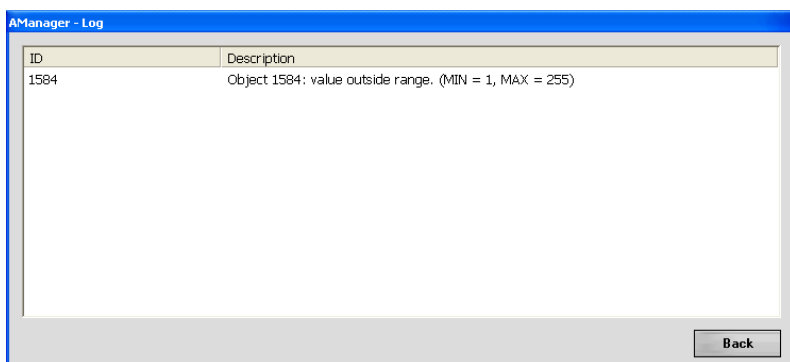 AManager - Log
ID Description
1584 Object 1584: value outside range. (MIN = 1, MAX = 255)
Back